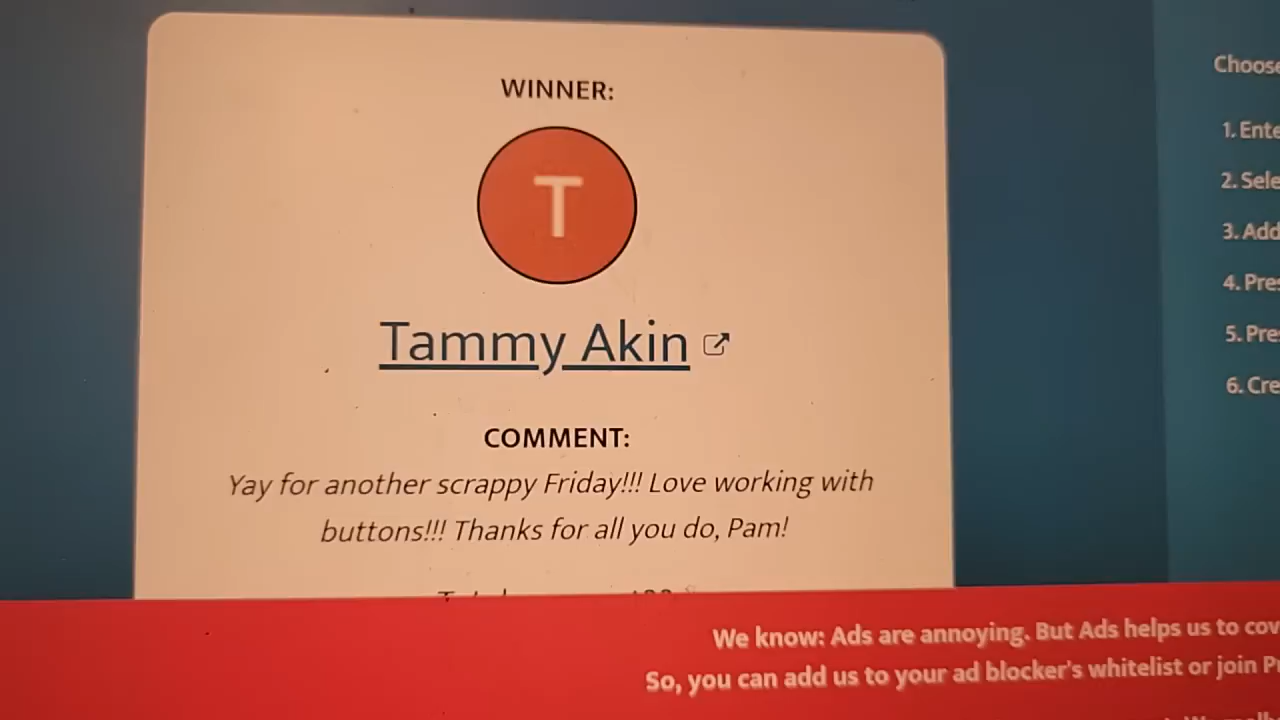 WINNER:
T
Tammy Akin
COMMENT:
Yay for another scrappy Friday!!! Love working with
buttons!!! Thanks for all you do, Pam!
Choose
1. Ente
2. Sele
3. Add
4. Pres
5. Pre
6. Cre
We know: Ads are annoying. But Ads helps us to cov
So, you can add us to your ad blocker's whitelist or join P